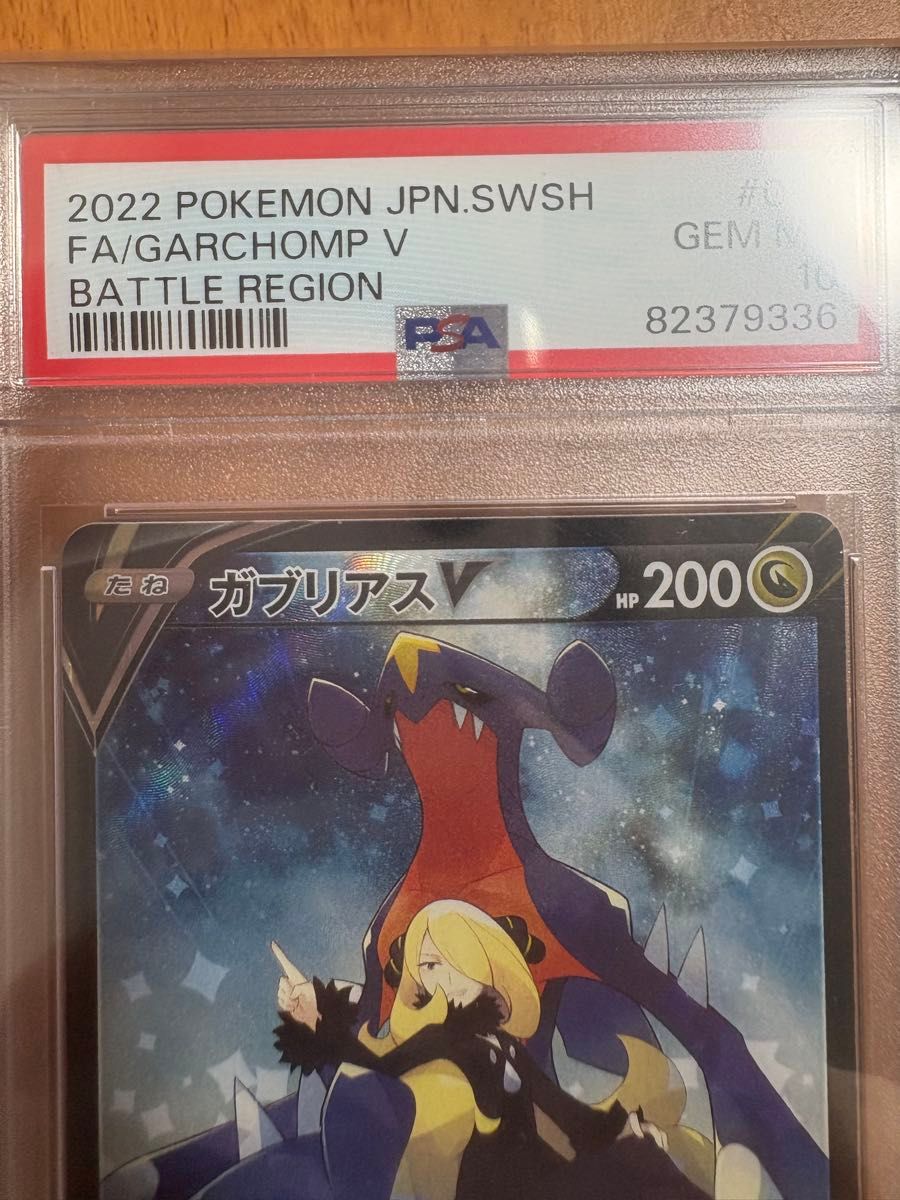 2022 POKEMON JPN.SWSH
FA/GARCHOMP V
GEM
BATTLE REGION
10
82379336
PSA
たね
ガブリアスV
HP 200